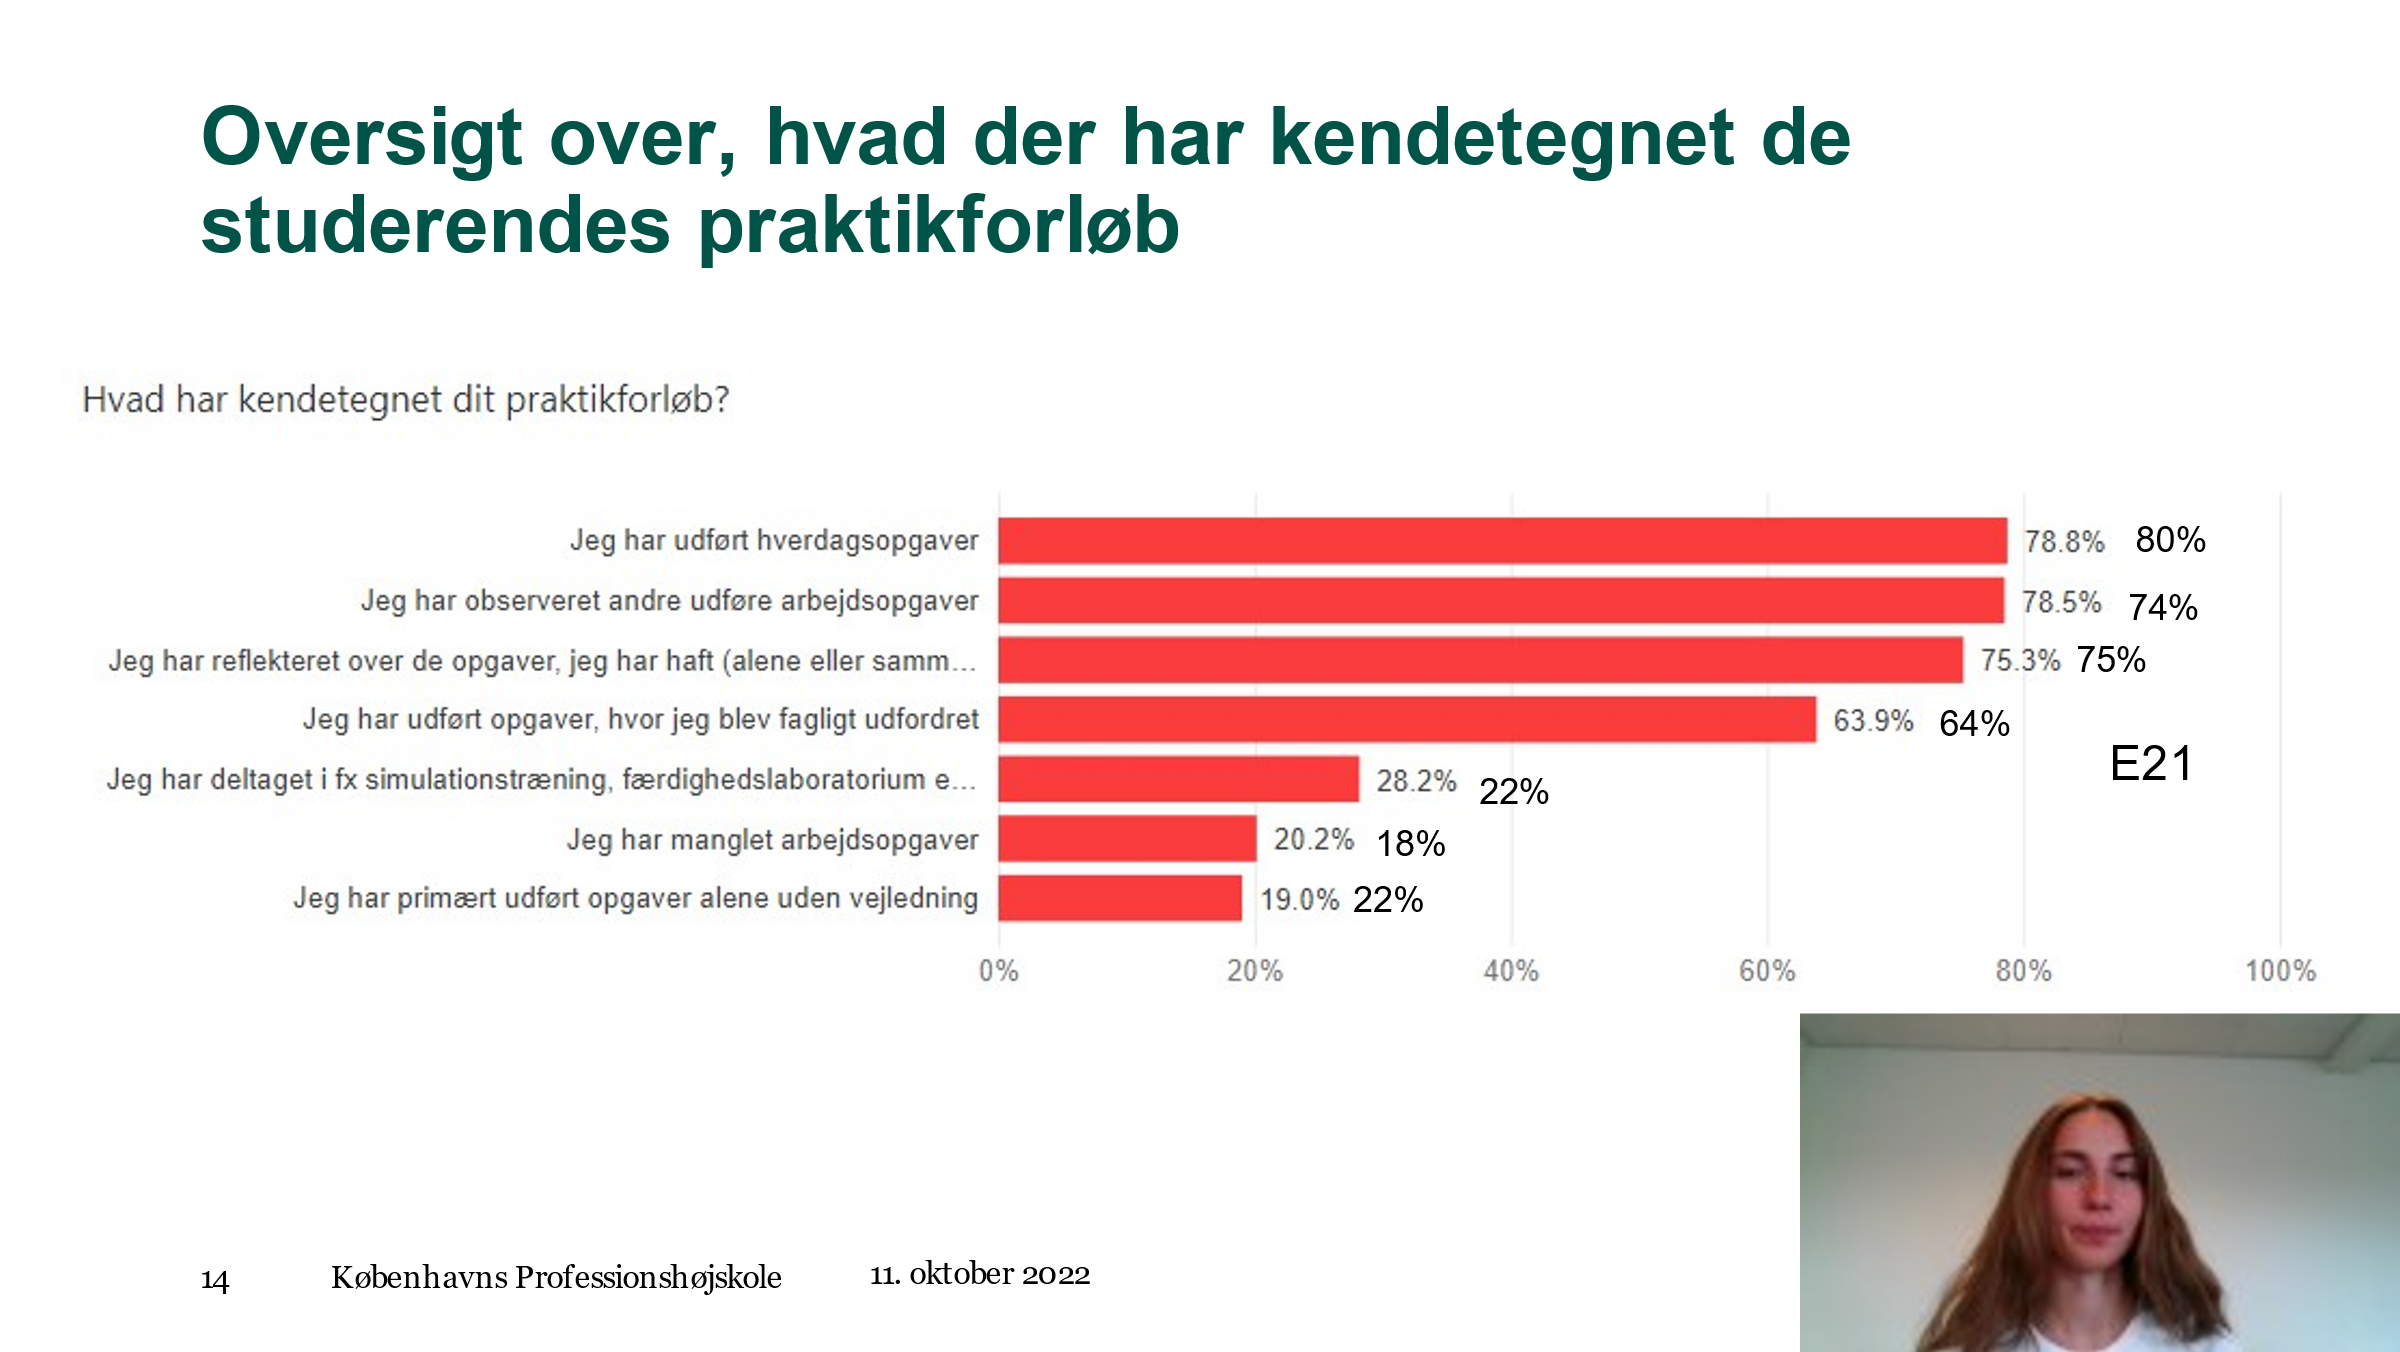 Oversigt over, hvad der har kendetegnet de
studerendes praktikforløb
Hvad har kendetegnet dit praktikforløb?
Jeg har udført hverdagsopgaver 78.8% 80%
Jeg har observeret andre udføre arbejdsopgaver 78.5% 74%
Jeg har reflekteret over de opgaver, jeg har haft (alene eller samm... 75.3% 75%
Jeg har udført opgaver, hvor jeg blev fagligt udfordret 63.9% 64%
E21
Jeg har deltaget i fx simulationstræning, færdighedslaboratorium e... 28.2% 22%
Jeg har manglet arbejdsopgaver 20.2% 18%
Jeg har primært udført opgaver alene uden vejledning 19.0% 22%
0% 20% 40% 60% 80% 100%
14 Københavns Professionshøjskole 11. oktober 2022